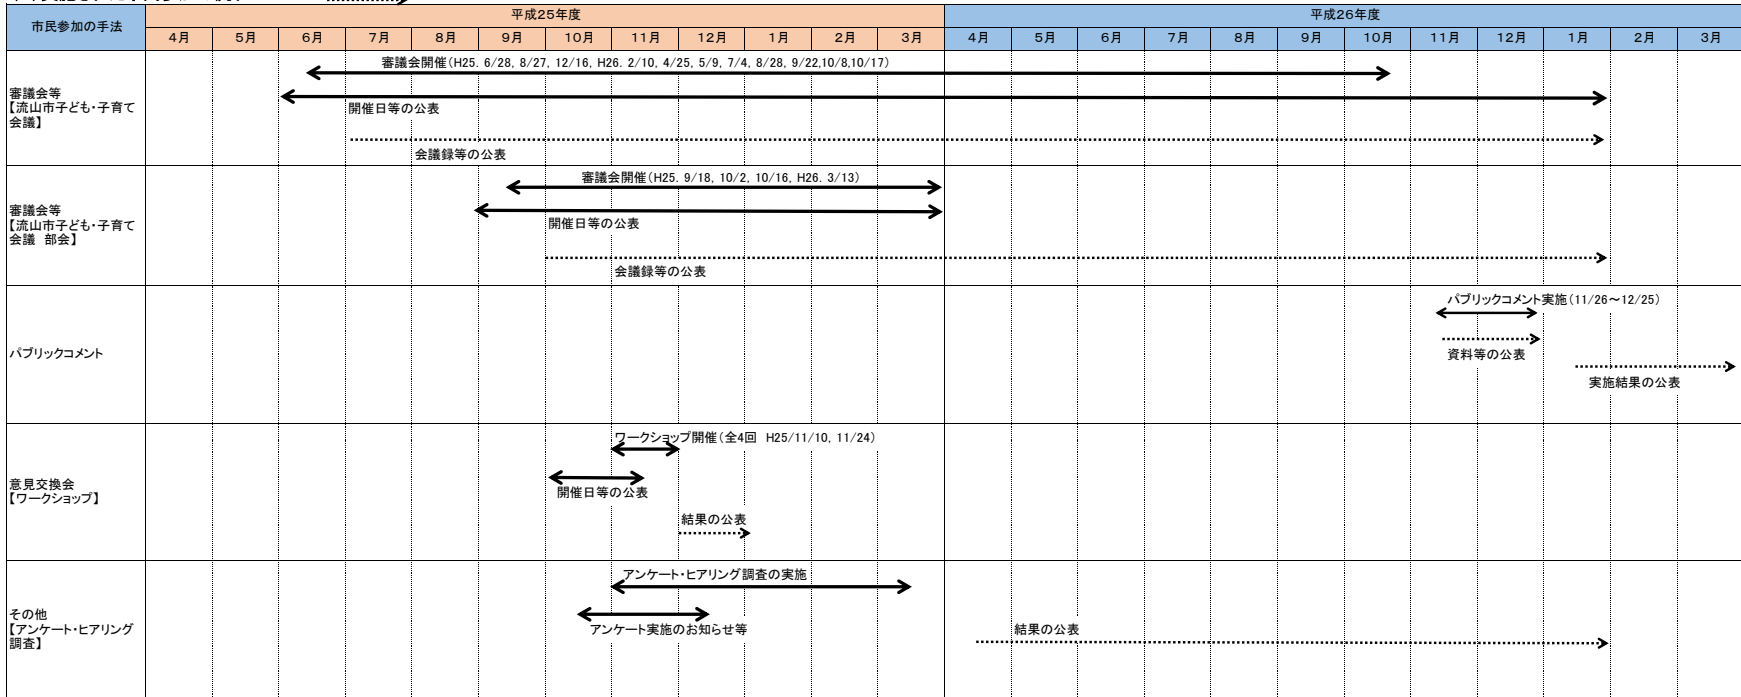 平成25年度
平成26年度
市民参加の手法
4月 5月 6月 7月 8月 9月 10月 11月 12月 1月 2月 3月 4月 5月 6月 7月 8月 9月 10月 11月 12月 1月 2月 3月
審議会開催(H25. 6/28, 8/27, 12/16, H26. 2/10, 4/25, 5/9, 7/4, 8/28, 9/22,10/8,10/17)
審議会等
【流山市子ども・子育て
会議】
開催日等の公表
会議録等の公表
審議会開催(H25. 9/18, 10/2, 10/16, H26. 3/13)
審議会等
【流山市子ども・子育て
会議 部会】
開催日等の公表
会議録等の公表
パブリックコメント実施(11/26～12/25)
パブリックコメント
資料等の公表
実施結果の公表
ワークショップ開催(全4回 H25/11/10, 11/24)
意見交換会
【ワークショップ】
開催日等の公表
結果の公表
アンケート・ヒアリング調査の実施
その他
【アンケート・ヒアリング
調査】
アンケート実施のお知らせ等
結果の公表